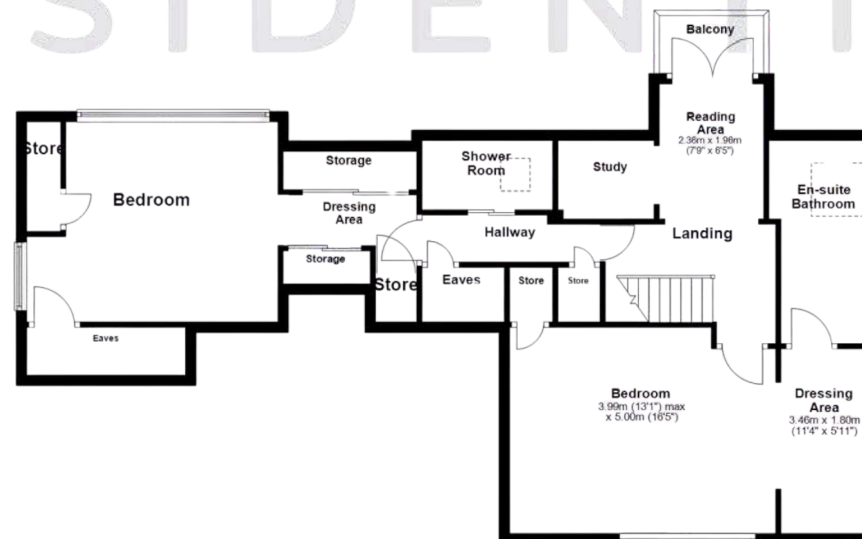 SIDENTI
Balcony
Reading
Area
2.36m x 1.96m
(7'9" x 6'5")
Store
Storage
Shower
Room
Study
Bedroom
En-suite
Bathroom
Dressing
Area
Hallway
Landing
Storage
Store
Eaves
Store
Store
Eaves
Bedroom
3.99m (13'1") max
x 5.00m (16'5")
Dressing
Area
3.46m x 1.80m
(11'4" x 5'11")